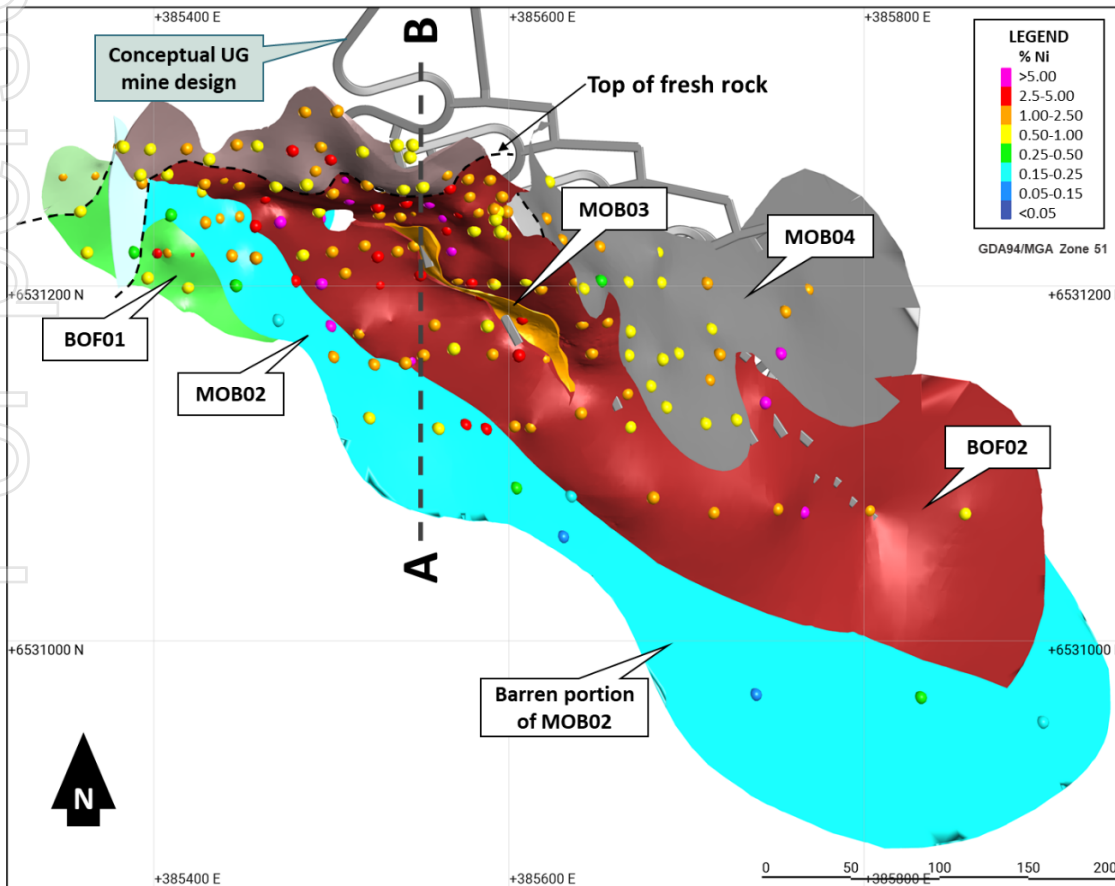 +385400 E
+385600 E
+385800 E
B
Conceptual UG
mine design
Top of fresh rock
LEGEND
% Ni
>5.00
2.5-5.00
1.00-2.50
0.50-1.00
0.25-0.50
0.15-0.25
0.05-0.15
<0.05
GDA94/MGA Zone 51
MOB03
MOB04
+6531200 N
+6531200 N
BOF01
MOB02
BOF02
A
+6531000 N
+6531000 N
Barren portion
of MOB02
N
0 50 100 150 200
+385400 E
+385600 E
+385800 E